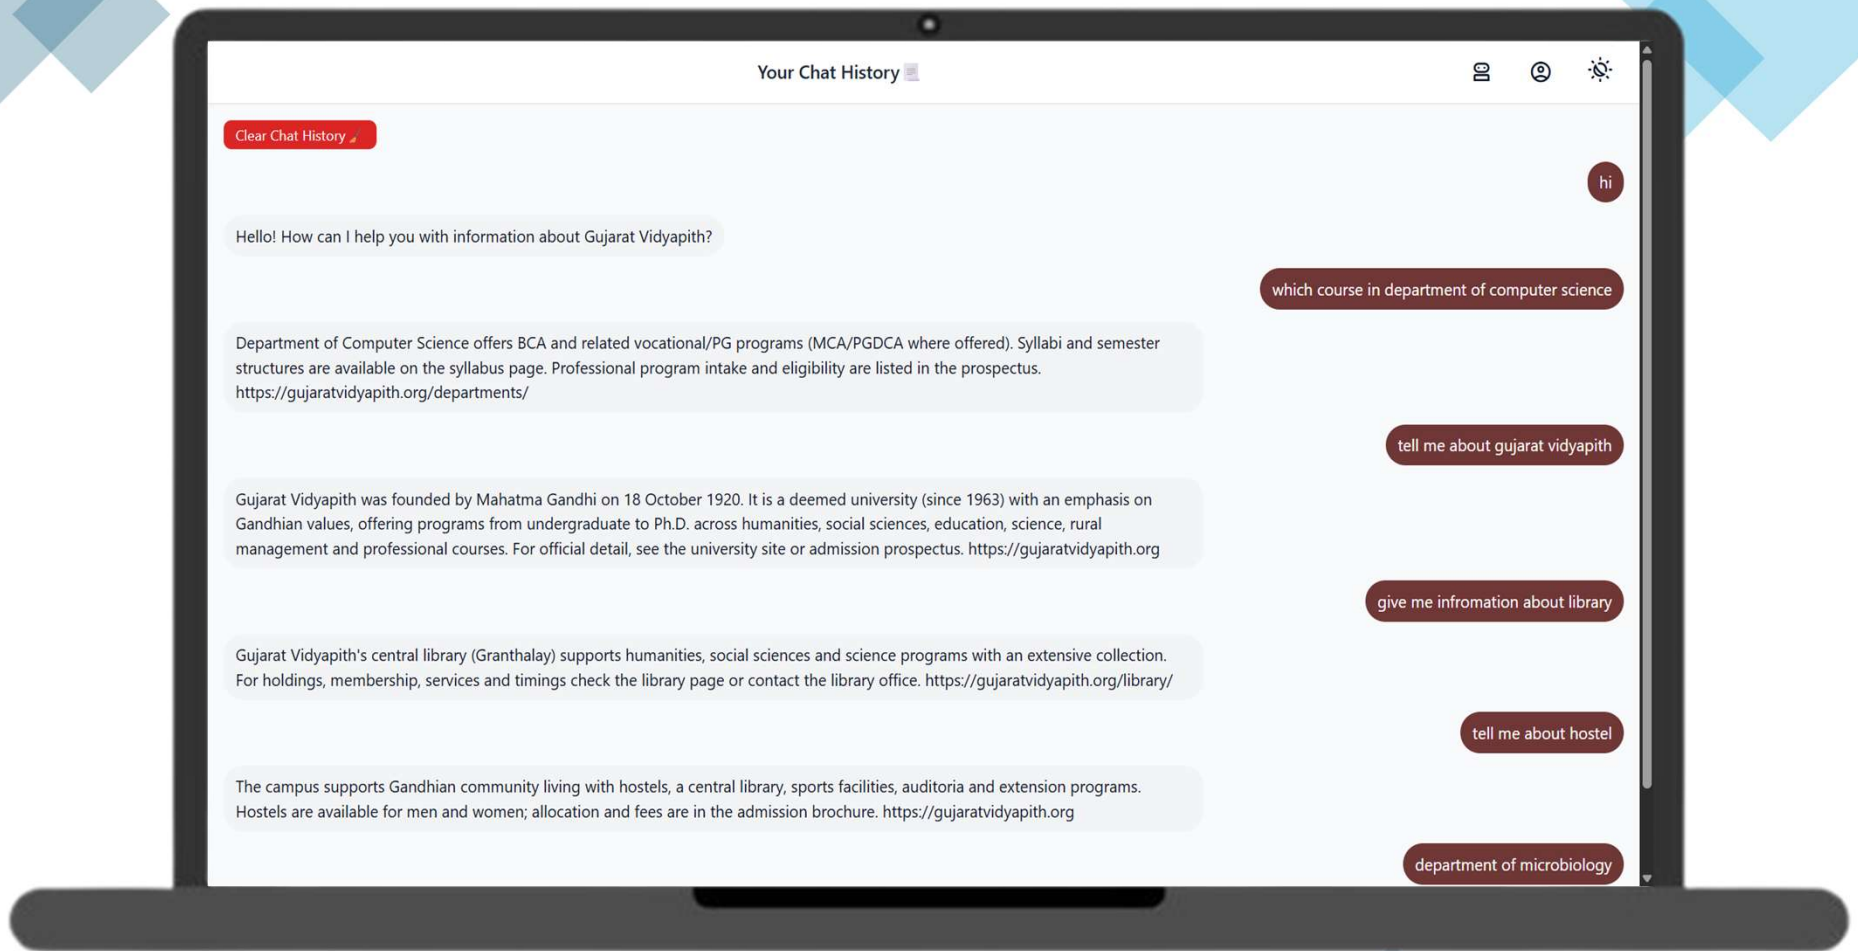 Your Chat History
Clear Chat History
hi
Hello! How can I help you with information about Gujarat Vidyapith?
which course in department of computer science
Department of Computer Science offers BCA and related vocational/PG programs (MCA/PGDCA where offered). Syllabi and semester
structures are available on the syllabus page. Professional program intake and eligibility are listed in the prospectus.
https://gujaratvidyapith.org/departments/
tell me about gujarat vidyapith
Gujarat Vidyapith was founded by Mahatma Gandhi on 18 October 1920. It is a deemed university (since 1963) with an emphasis on
Gandhian values, offering programs from undergraduate to Ph.D. across humanities, social sciences, education, science, rural
management and professional courses. For official detail, see the university site or admission prospectus. https://gujaratvidyapith.org
give me infromation about library
Gujarat Vidyapith's central library (Granthalay) supports humanities, social sciences and science programs with an extensive collection.
For holdings, membership, services and timings check the library page or contact the library office. https://gujaratvidyapith.org/library/
tell me about hostel
The campus supports Gandhian community living with hostels, a central library, sports facilities, auditoria and extension programs.
Hostels are available for men and women; allocation and fees are in the admission brochure. https://gujaratvidyapith.org
department of microbiology